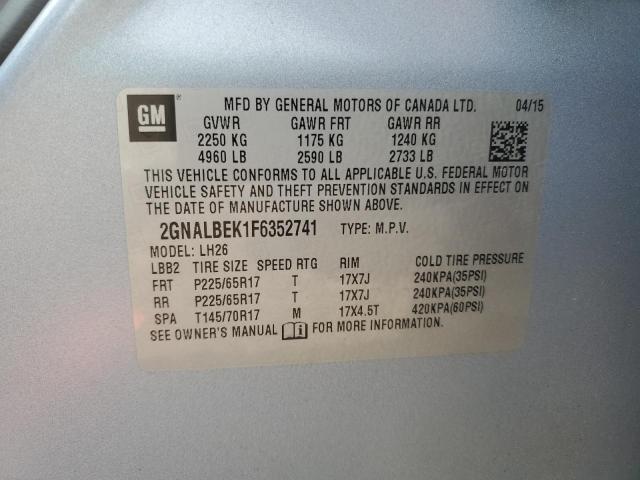 GM
MFD BY GENERAL MOTORS OF CANADA LTD. 04/15
GVWR GAWR FRT GAWR RR
2250 KG 1175 KG 1240 KG
4960 LB 2590 LB 2733 LB
THIS VEHICLE CONFORMS TO ALL APPLICABLE U.S. FEDERAL MOTOR
VEHICLE SAFETY AND THEFT PREVENTION STANDARDS IN EFFECT ON
THE DATE OF MANUFACTURE SHOWN ABOVE.
2GNALBEK1F6352741 TYPE: M.P.V.
MODEL: LH26
LBB2 TIRE SIZE SPEED RTG RIM COLD TIRE PRESSURE
FRT P225/65R17 T 17X7J 240KPA(35PSI)
RR P225/65R17 T 17X7J 240KPA(35PSI)
SPA T145/70R17 M 17X4.5T 420KPA(60PSI)
SEE OWNER'S MANUAL i FOR MORE INFORMATION.